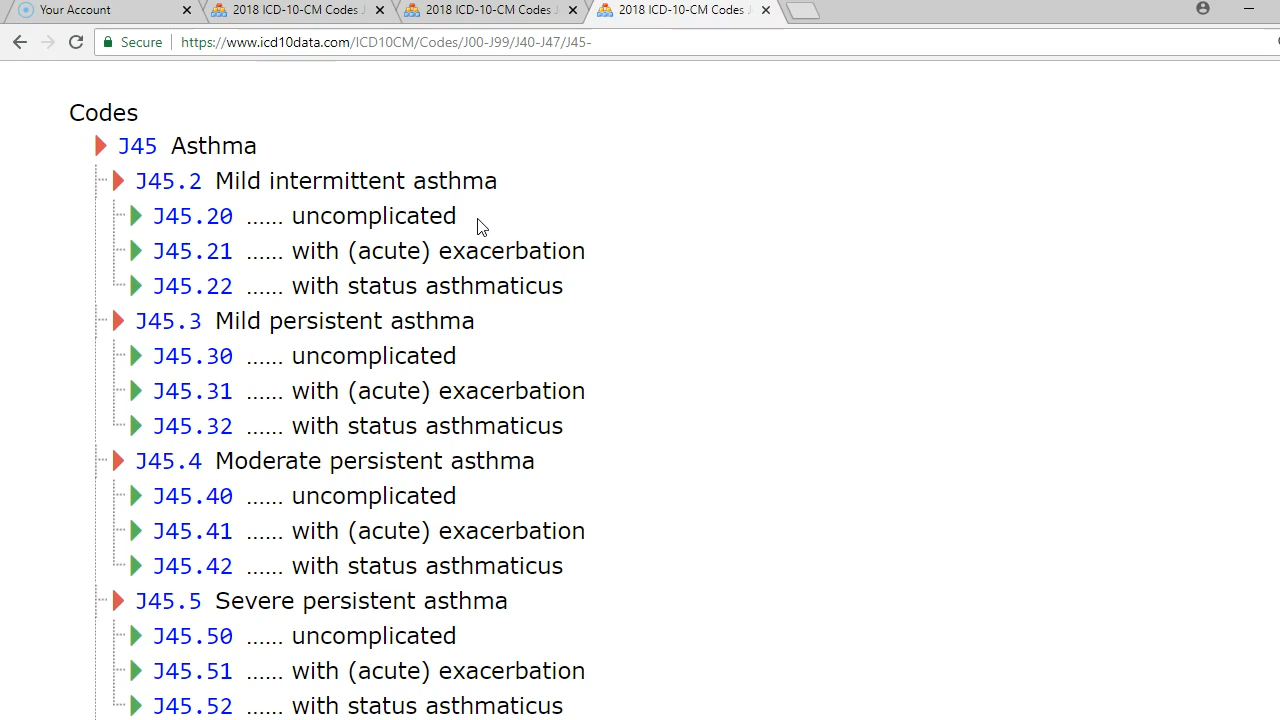 Your Account 2018 ICD-10-CM Codes 2018 ICD-10-CM Codes 2018 ICD-10-CM Codes
Secure https://www.icd10data.com/ICD10CM/Codes/J00-J99/J40-J47/J45-
Codes
J45 Asthma
J45.2 Mild intermittent asthma
J45.20 ...... uncomplicated
J45.21 ...... with (acute) exacerbation
J45.22 ...... with status asthmaticus
J45.3 Mild persistent asthma
J45.30 ...... uncomplicated
J45.31 ...... with (acute) exacerbation
J45.32 ...... with status asthmaticus
J45.4 Moderate persistent asthma
J45.40 ...... uncomplicated
J45.41 ...... with (acute) exacerbation
J45.42 ...... with status asthmaticus
J45.5 Severe persistent asthma
J45.50 ...... uncomplicated
J45.51 ...... with (acute) exacerbation
J45.52 ...... with status asthmaticus